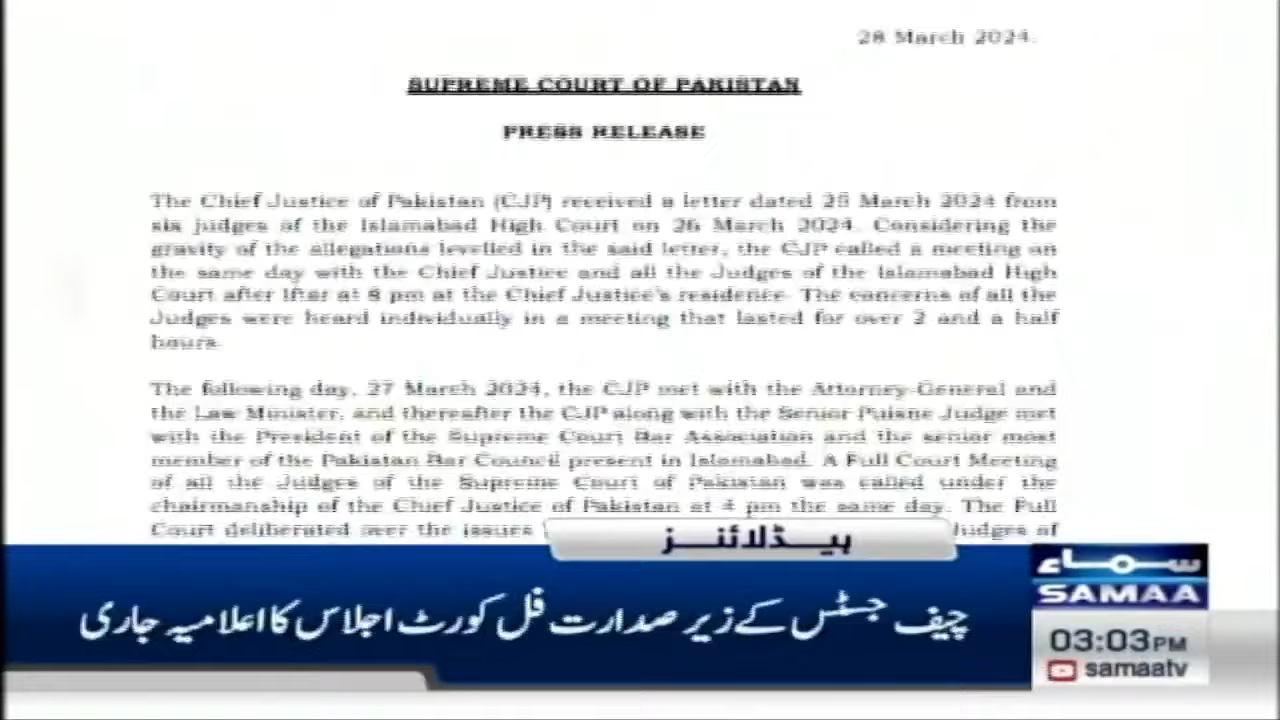 28 March 2024.
SUPREME COURT OF PAKISTAN
PRESS RELEASE
The Chief Justice of Pakistan (CJP) received a letter dated 25 March 2024 from
six judges of the Islamabad High Court on 26 March 2024. Considering the
gravity of the allegations levelled in the said letter, the CJP called a meeting on
the same day with the Chief Justice and all the Judges of the Islamabad High
Court after Iftar at 8 pm at the Chief Justice's residence. The concerns of all the
Judges were heard individually in a meeting that lasted for over 2 and a half
hours.
The following day, 27 March 2024, the CJP met with the Attorney-General and
the Law Minister, and thereafter the CJP along with the Senior Puisne Judge met
with the President of the Supreme Court Bar Association and the senior most
member of the Pakistan Bar Council present in Islamabad. A Full Court Meeting
of all the Judges of the Supreme Court of Pakistan was called under the
chairmanship of the Chief Justice of Pakistan at 4 pm the same day. The Full
Court deliberated over the issues Judges of
ہیڈلائنز
چیف جسٹس کے زیر صدارت فل کورٹ اجلاس کا اعلامیہ جاری
سماء
SAMAA
03:03PM
samaatv